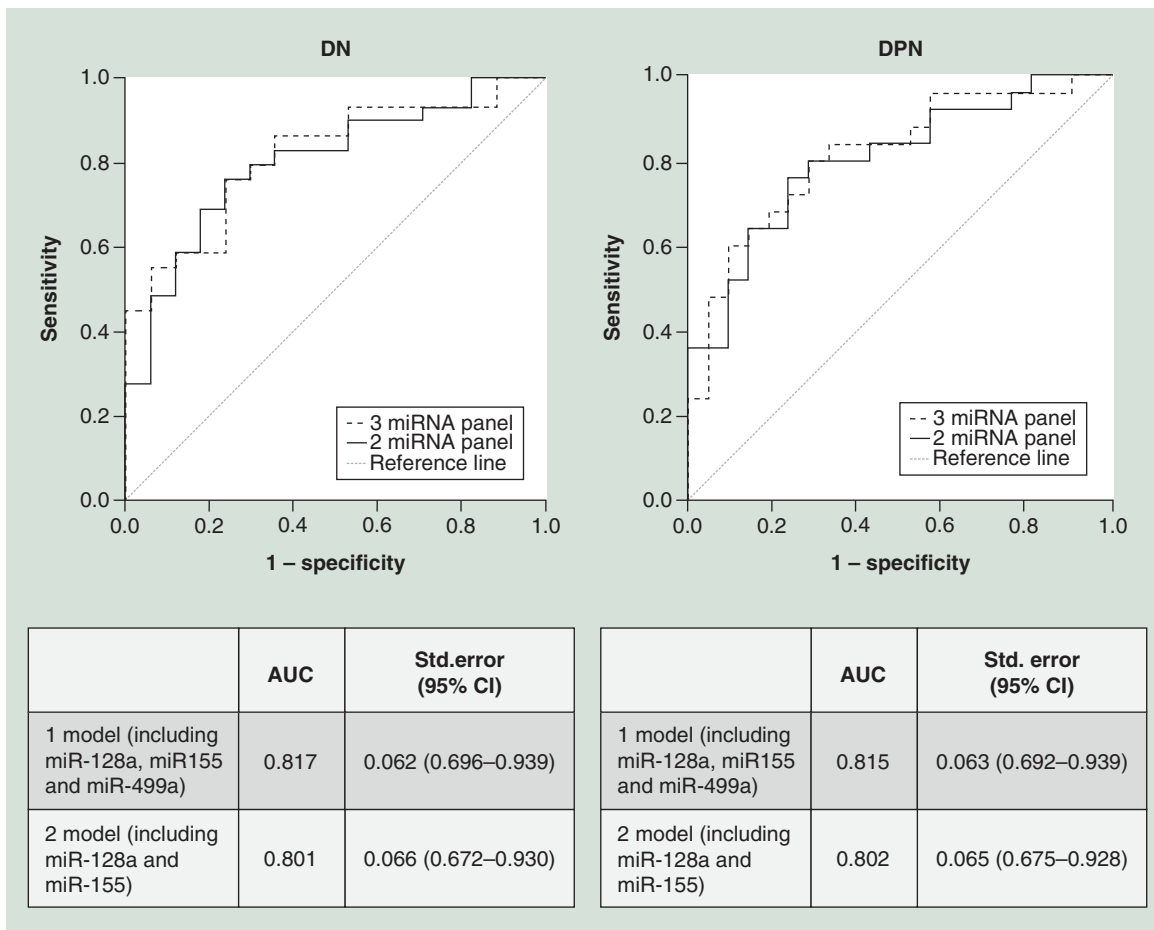 DN
1.0
0.8
0.6
0.4
0.2
0.0
Sensitivity
3 miRNA panel
2 miRNA panel
Reference line
0.0 0.2 0.4 0.6 0.8 1.0
1 – specificity
DPN
1.0
0.8
0.6
0.4
0.2
0.0
Sensitivity
3 miRNA panel
2 miRNA panel
Reference line
0.0 0.2 0.4 0.6 0.8 1.0
1 – specificity
AUC
Std.error
(95% CI)
1 model (including
miR-128a, miR155
and miR-499a)
0.817
0.062 (0.696–0.939)
2 model (including
miR-128a and
miR-155)
0.801
0.066 (0.672–0.930)
AUC
Std. error
(95% CI)
1 model (including
miR-128a, miR155
and miR-499a)
0.815
0.063 (0.692–0.939)
2 model (including
miR-128a and
miR-155)
0.802
0.065 (0.675–0.928)